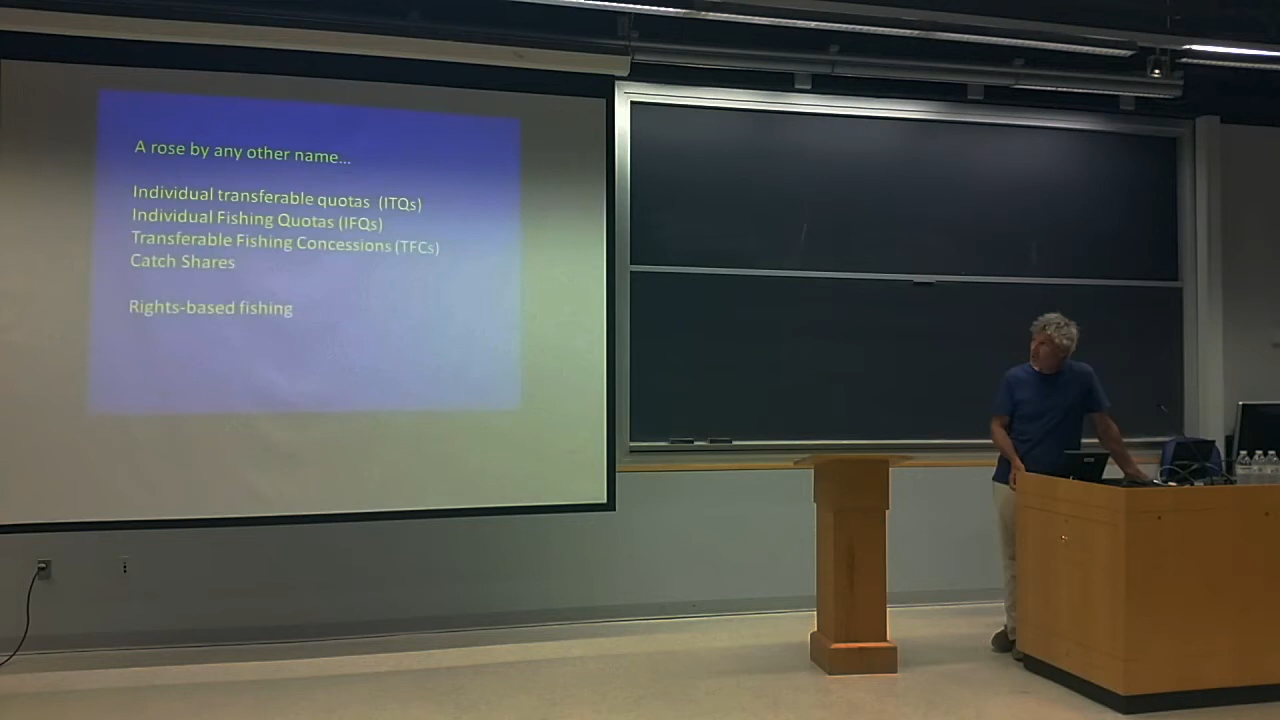 A rose by any other name...
Individual transferable quotas (ITQs)
Individual Fishing Quotas (IFQs)
Transferable Fishing Concessions (TFCs)
Catch Shares
Rights-based fishing